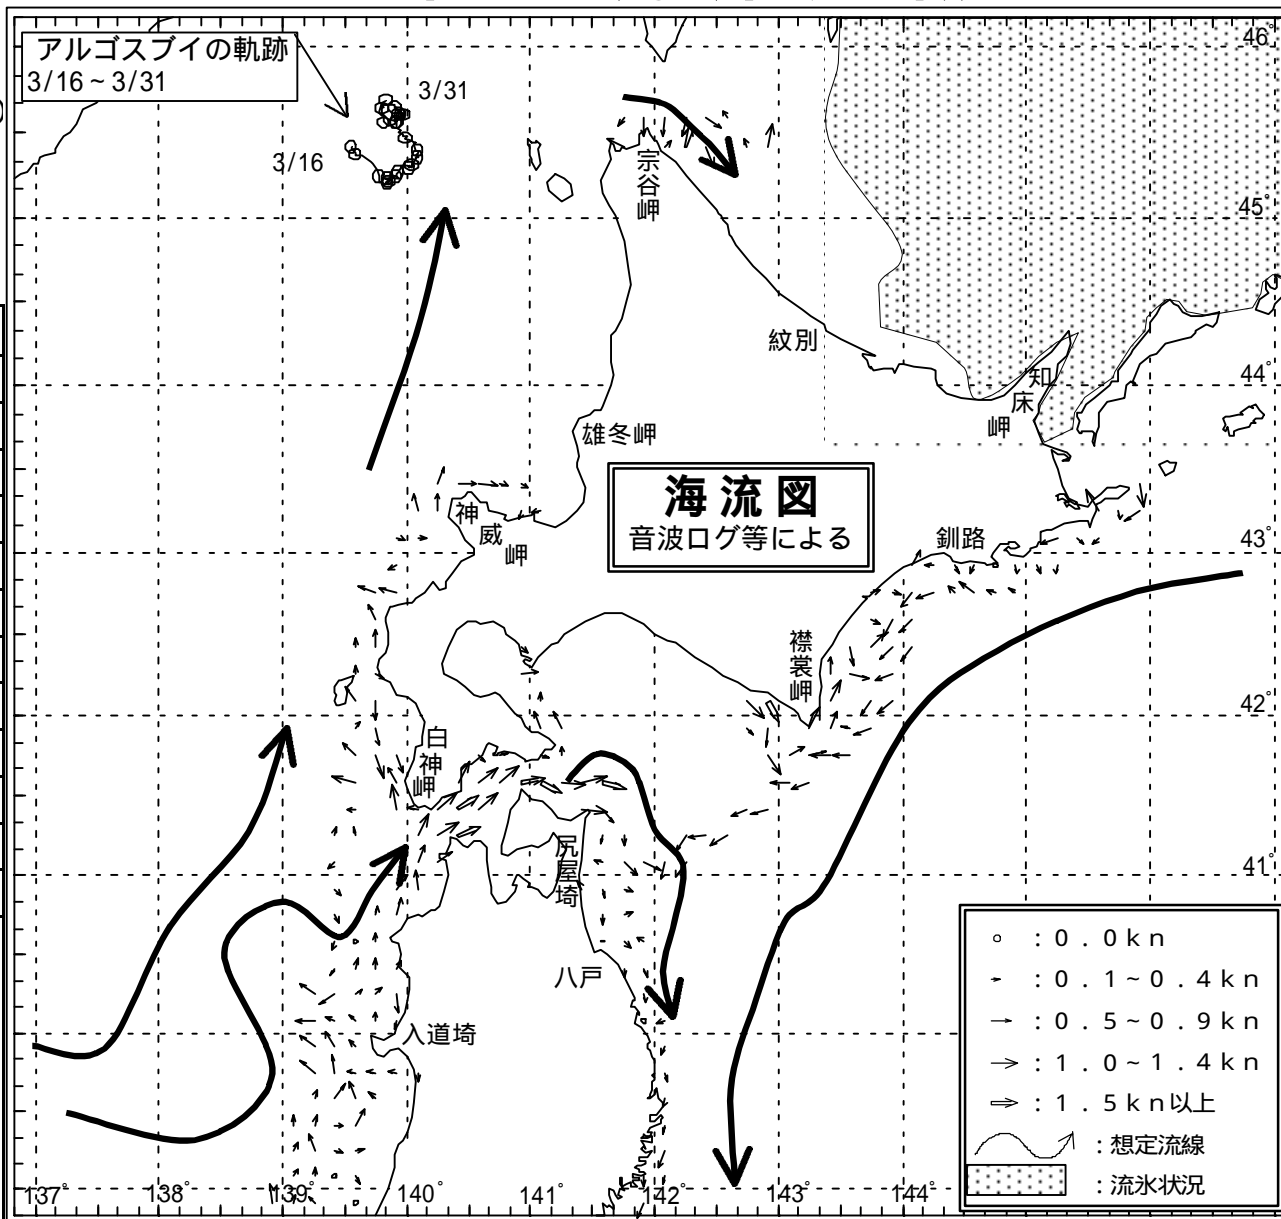 アルゴスブイの軌跡
3/16~3/31
3/31
3/16
46°
45°
44°
43°
42°
41°
宗谷岬
紋別
知床岬
雄冬岬
海流図
音波ログ等による
神威岬
釧路
襟裳岬
白神岬
尻屋埼
八戸
入道埼
:0.0kn
:0.1~0.4kn
:0.5~0.9kn
:1.0~1.4kn
:1.5kn以上
:想定流線
:流氷状況
137° 138° 139° 140° 141° 142° 143° 144°